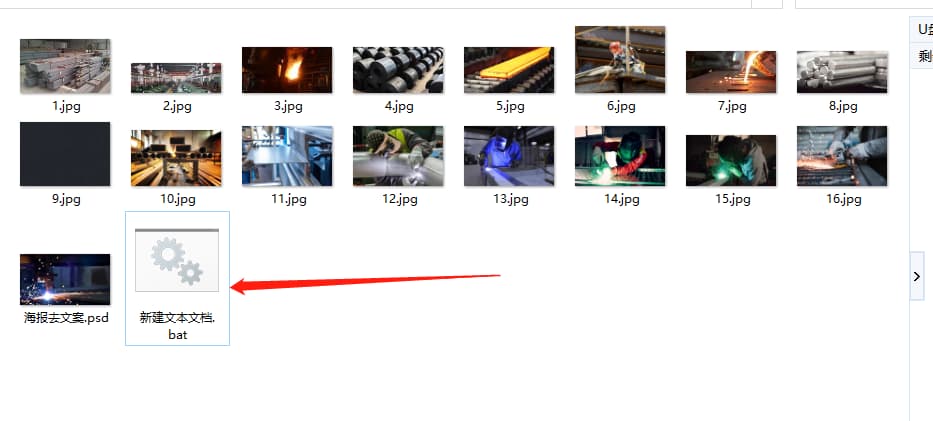 U盘
剩
1.jpg
2.jpg
3.jpg
4.jpg
5.jpg
6.jpg
7.jpg
8.jpg
9.jpg
10.jpg
11.jpg
12.jpg
13.jpg
14.jpg
15.jpg
16.jpg
海报去文案.psd
新建文本文档.
bat